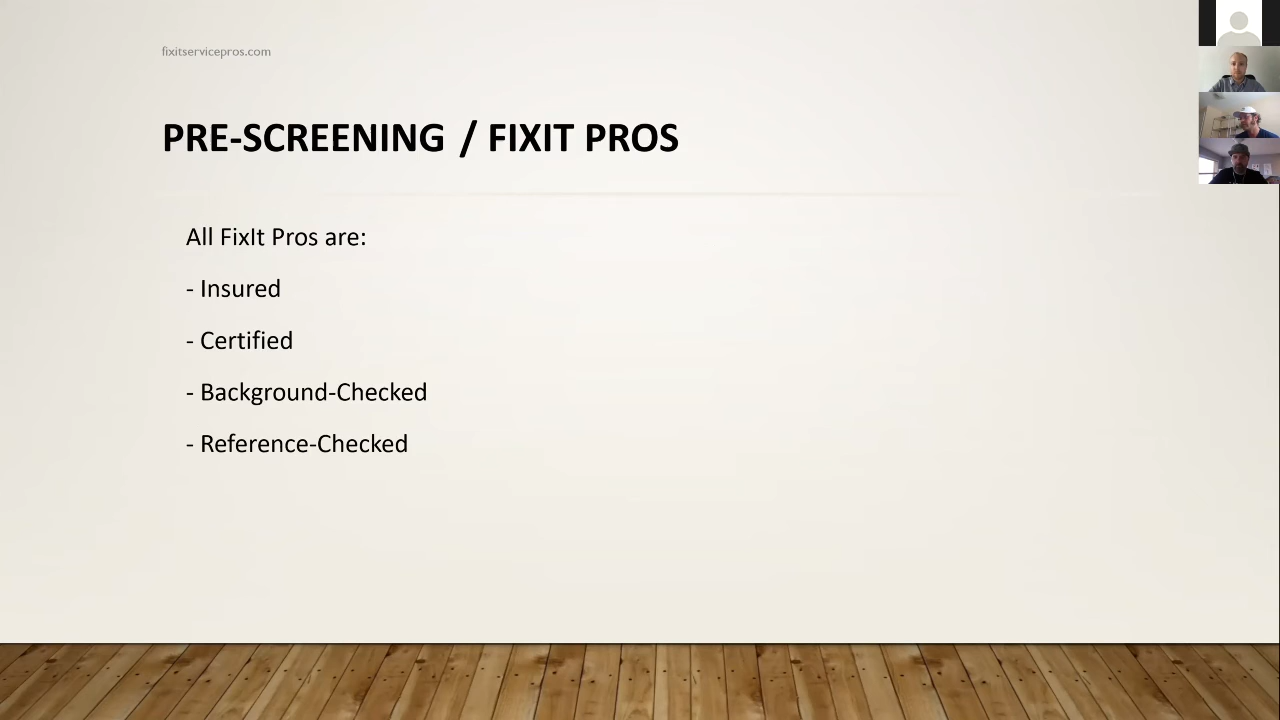 fixitservicepros.com
PRE-SCREENING / FIXIT PROS
All FixIt Pros are:
- Insured
- Certified
- Background-Checked
- Reference-Checked